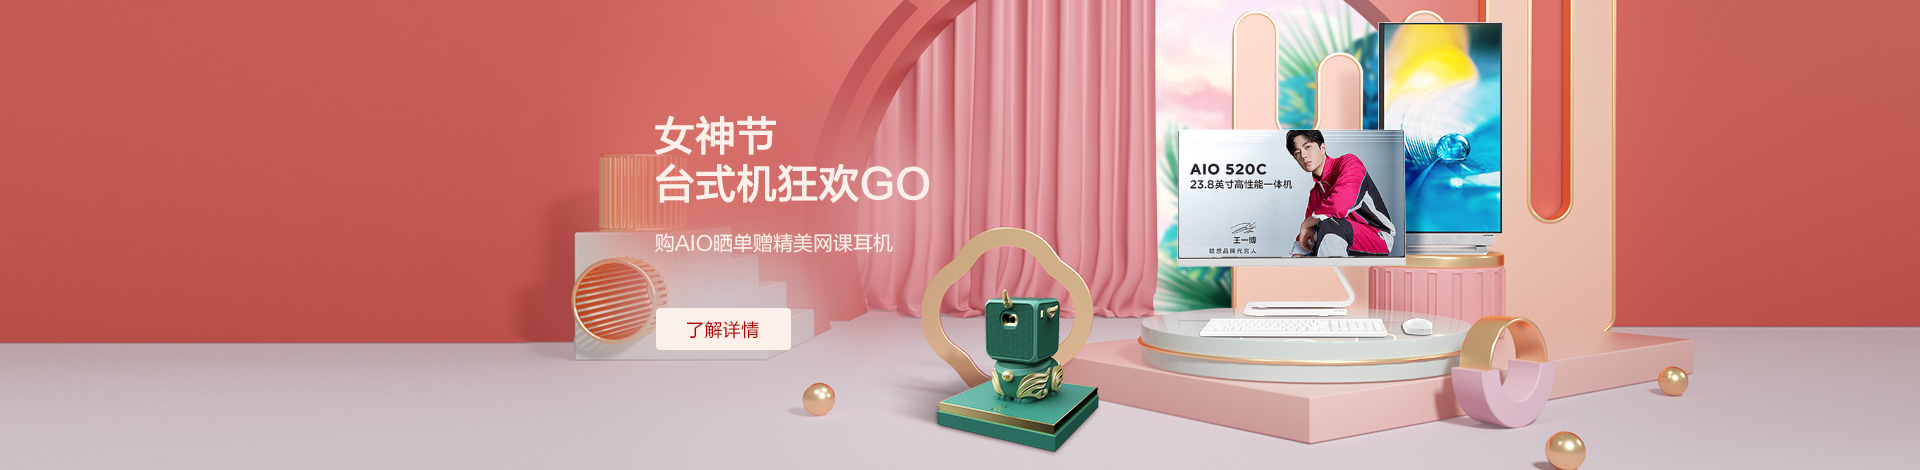 女神节
台式机狂欢GO
购AIO晒单赠精美网课耳机
了解详情
AIO 520C
23.8英寸高性能一体机
王一博
联想品牌代言人